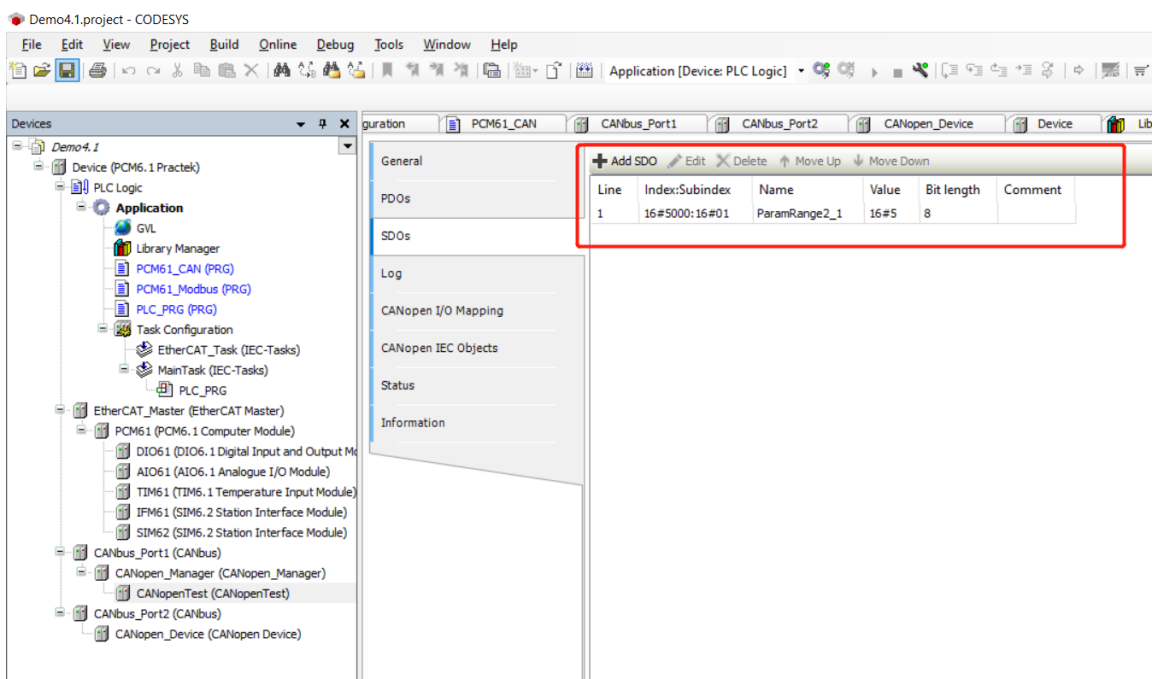 Demo4.1.project - CODESYS
File Edit View Project Build Online Debug Tools Window Help
Application [Device: PLC Logic]
Devices
guration PCM61_CAN CANbus_Port1 CANbus_Port2 CANopen_Device Device Lib
Demo4.1
Device (PCM6.1 Practek)
PLC Logic
Application
GVL
Library Manager
PCM61_CAN (PRG)
PCM61_Modbus (PRG)
PLC_PRG (PRG)
Task Configuration
EtherCAT_Task (IEC-Tasks)
MainTask (IEC-Tasks)
PLC_PRG
EtherCAT_Master (EtherCAT Master)
PCM61 (PCM6.1 Computer Module)
DIO61 (DIO6.1 Digital Input and Output Mo
AIO61 (AIO6.1 Analogue I/O Module)
TIM61 (TIM6.1 Temperature Input Module)
IFM61 (SIM6.2 Station Interface Module)
SIM62 (SIM6.2 Station Interface Module)
CANbus_Port1 (CANbus)
CANopen_Manager (CANopen_Manager)
CANopenTest (CANopenTest)
CANbus_Port2 (CANbus)
CANopen_Device (CANopen Device)
General
PDOs
SDOs
Log
CANopen I/O Mapping
CANopen IEC Objects
Status
Information
Add SDO Edit Delete Move Up Move Down
Line Index:Subindex Name Value Bit length Comment
1 16#5000:16#01 ParamRange2_1 16#5 8